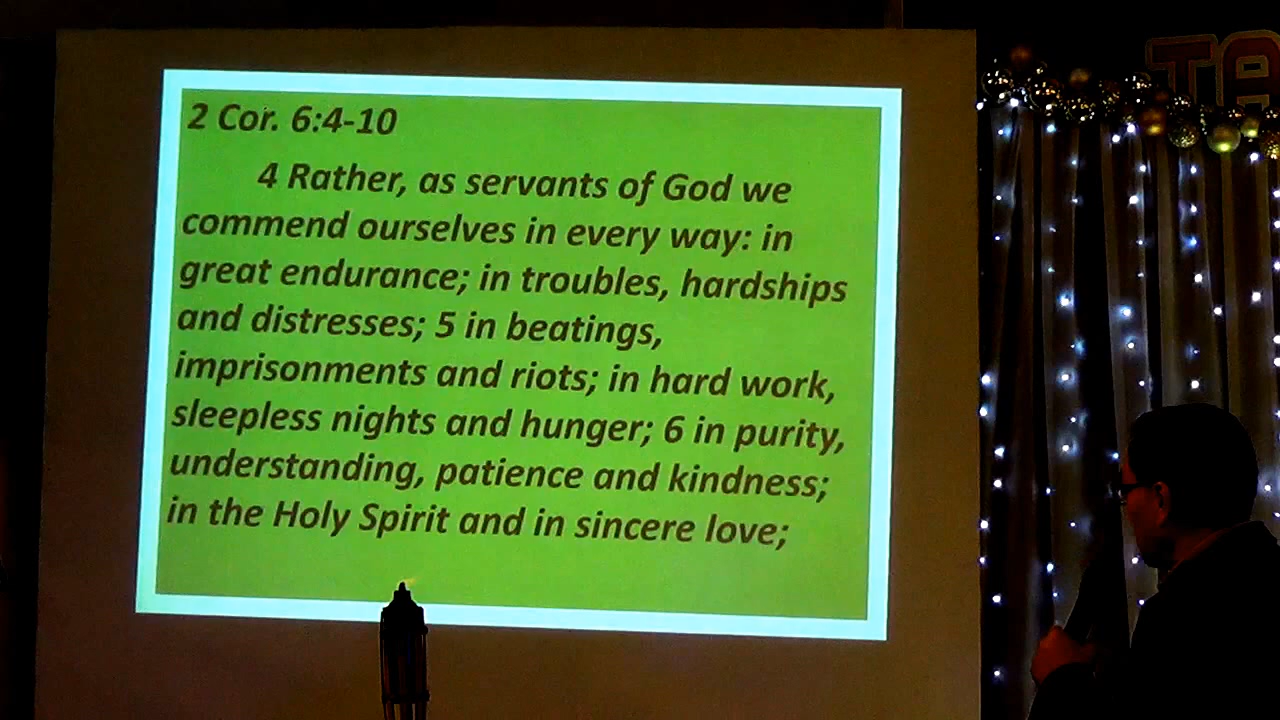 2 Cor. 6:4-10
4 Rather, as servants of God we
commend ourselves in every way: in
great endurance; in troubles, hardships
and distresses; 5 in beatings,
imprisonments and riots; in hard work,
sleepless nights and hunger; 6 in purity,
understanding, patience and kindness;
in the Holy Spirit and in sincere love;
TA